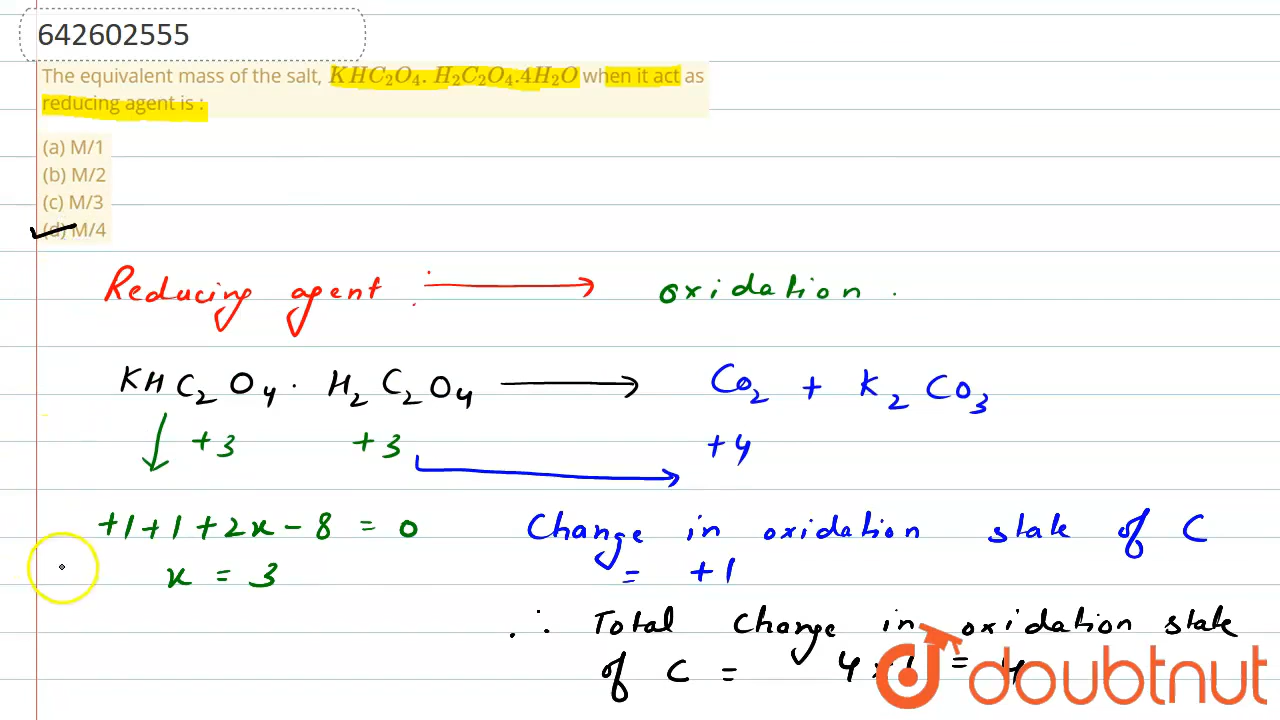 642602555
The equivalent mass of the salt, KHC₂O₄.H₂C₂O₄.4H₂O when it act as
reducing agent is :
(a) M/1
(b) M/2
(c) M/3
(d) M/4
Reducing agent → oxidation.
KHC₂O₄. H₂C₂O₄ → CO₂ + K₂CO₃
+3 +3 +4
+1+1+2x-8 = 0 Change in oxidation state of C
x = 3 = +1
∴ Total change in oxidation state
of C = 4×1 = 4
doubtnut